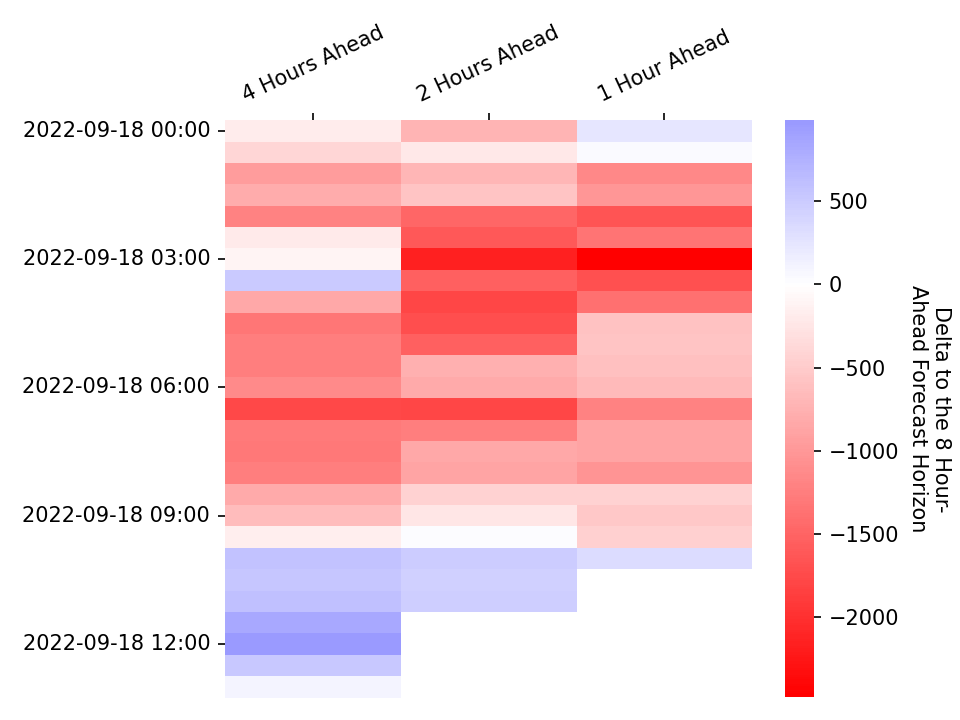 4 Hours Ahead
2 Hours Ahead
1 Hour Ahead
2022-09-18 00:00
2022-09-18 03:00
2022-09-18 06:00
2022-09-18 09:00
2022-09-18 12:00
500
0
−500
−1000
−1500
−2000
Delta to the 8 Hour-
Ahead Forecast Horizon